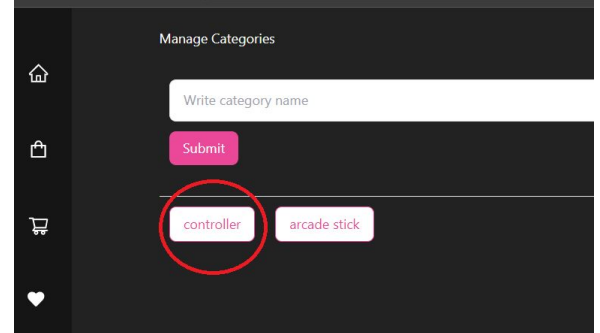 Manage Categories
Write category name
Submit
controller
arcade stick